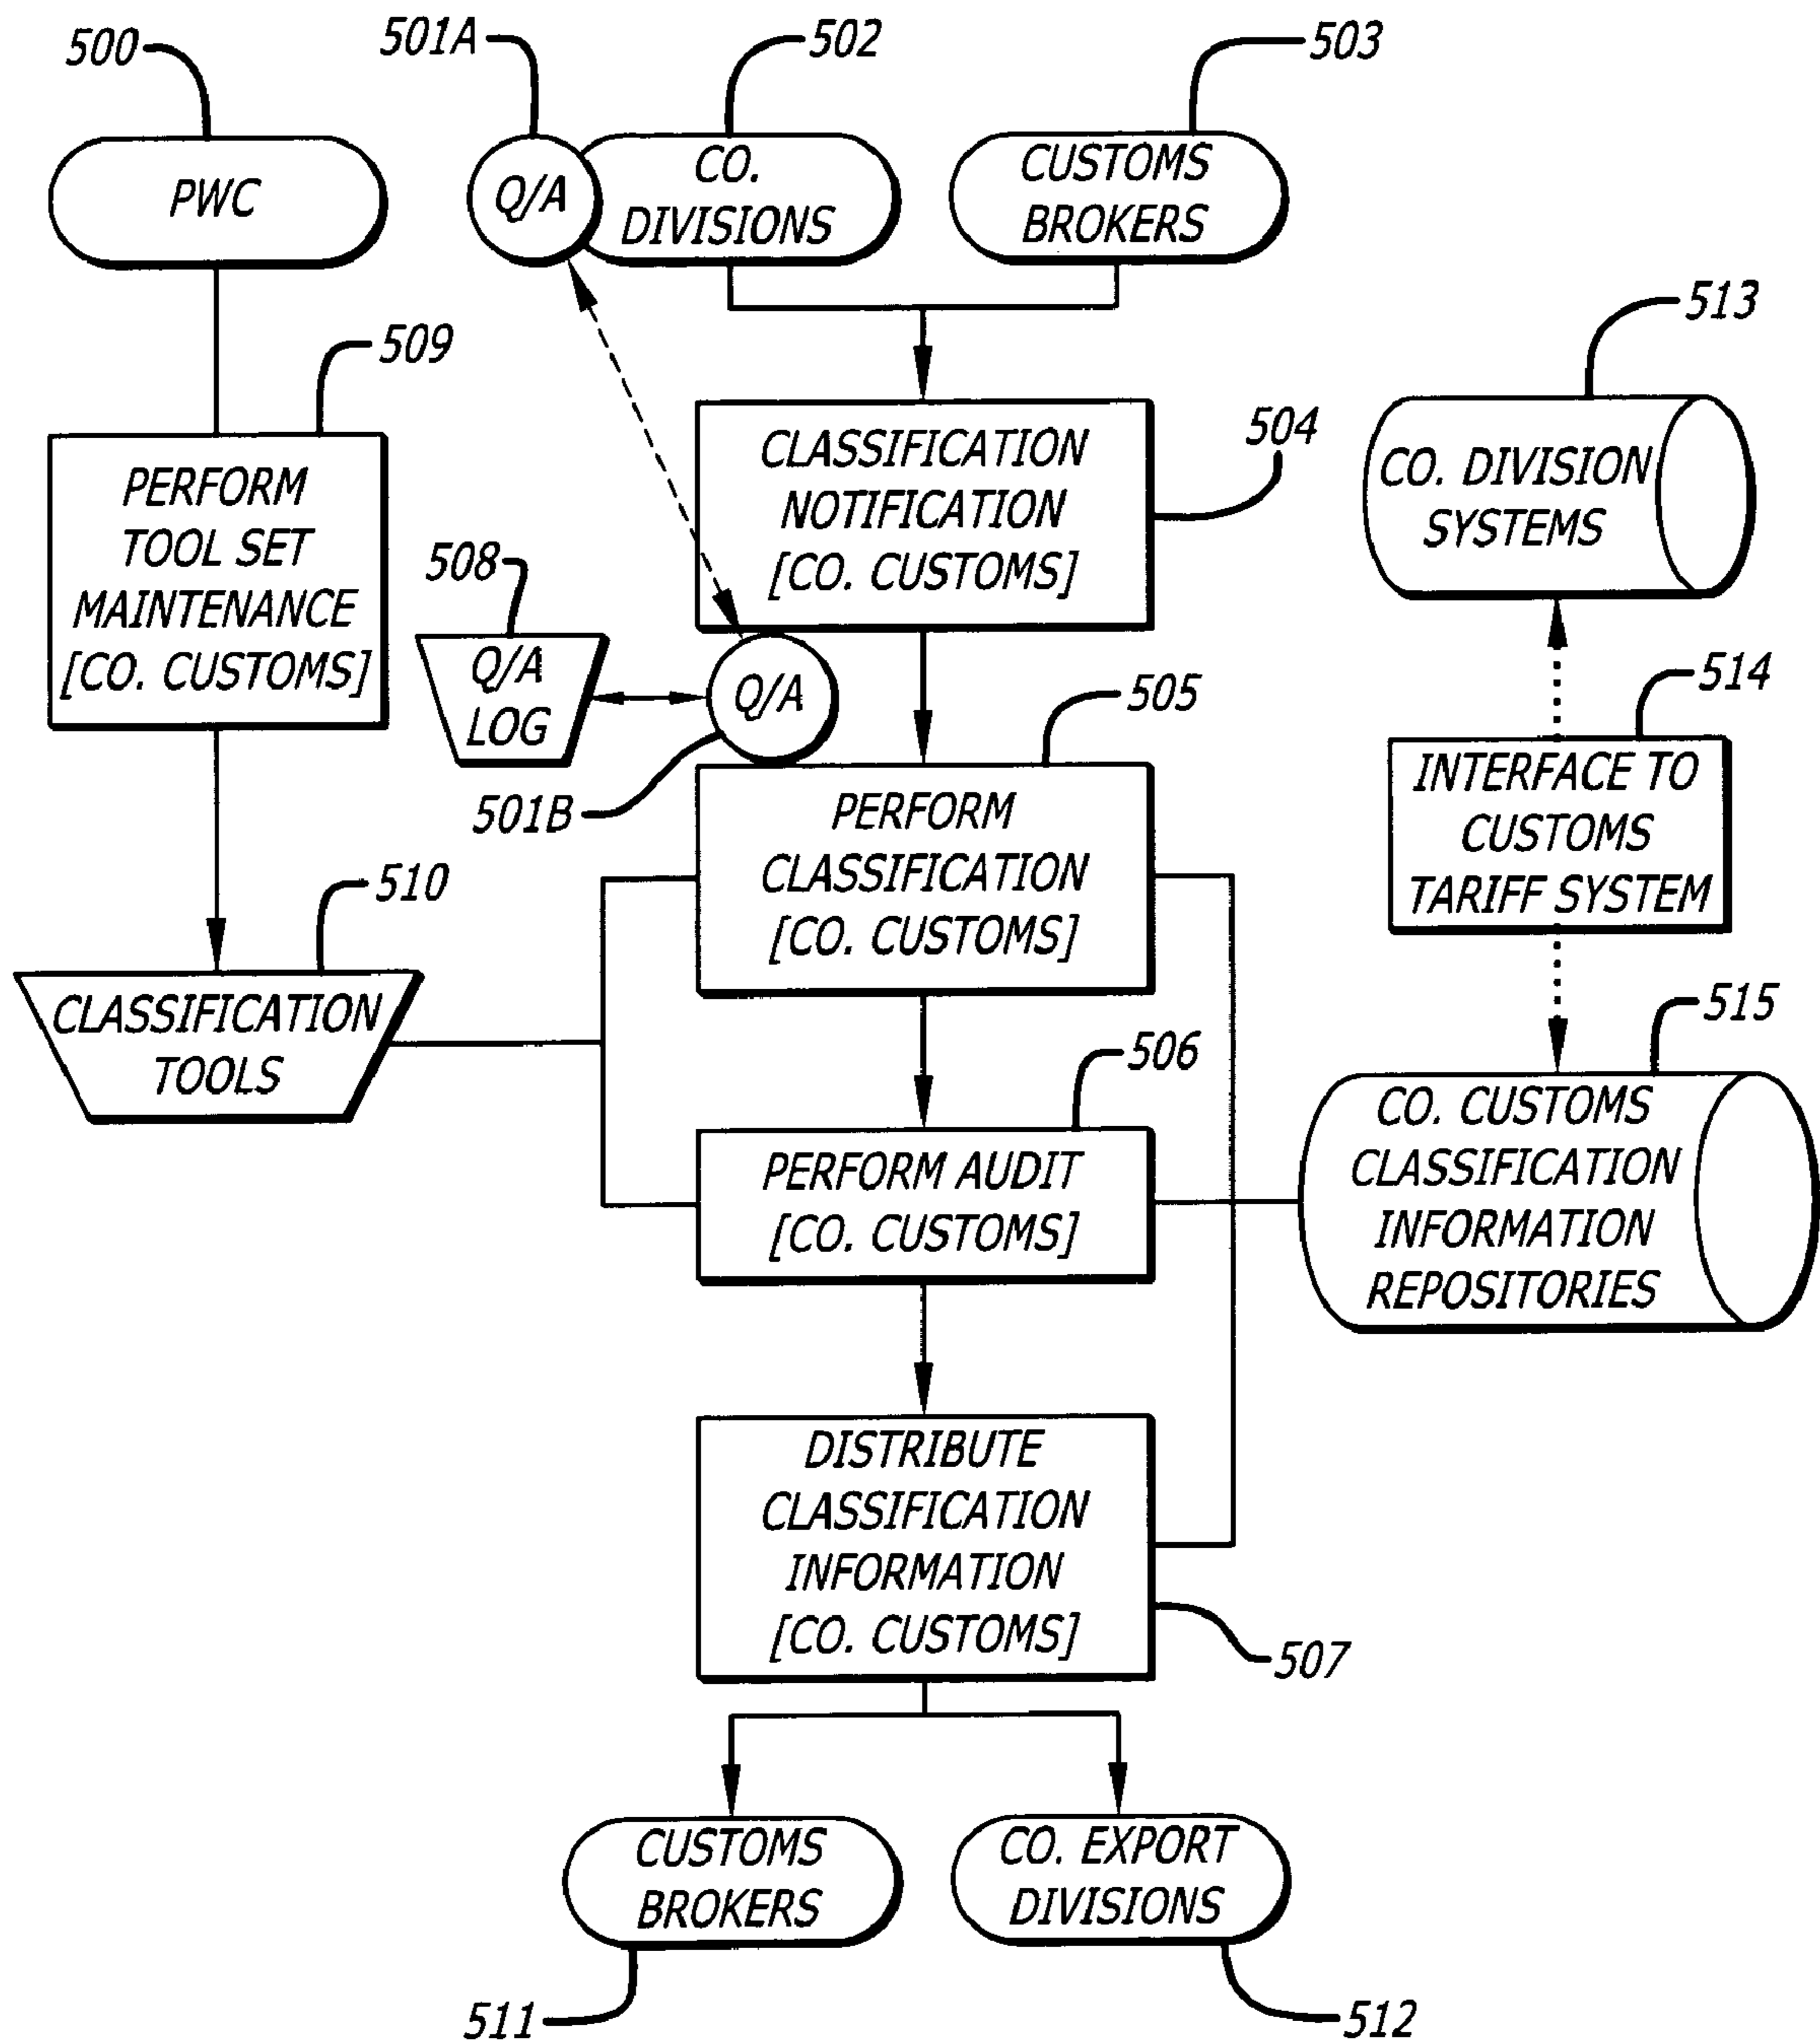 500
501A
502
503
PWC
Q/A
CO.
DIVISIONS
CUSTOMS
BROKERS
509
PERFORM
TOOL SET
MAINTENANCE
[CO. CUSTOMS]
CLASSIFICATION
NOTIFICATION
[CO. CUSTOMS]
504
513
CO. DIVISION
SYSTEMS
508
Q/A
LOG
Q/A
501B
505
PERFORM
CLASSIFICATION
[CO. CUSTOMS]
514
INTERFACE TO
CUSTOMS
TARIFF SYSTEM
510
CLASSIFICATION
TOOLS
506
PERFORM AUDIT
[CO. CUSTOMS]
515
CO. CUSTOMS
CLASSIFICATION
INFORMATION
REPOSITORIES
DISTRIBUTE
CLASSIFICATION
INFORMATION
[CO. CUSTOMS]
507
CUSTOMS
BROKERS
CO. EXPORT
DIVISIONS
511
512